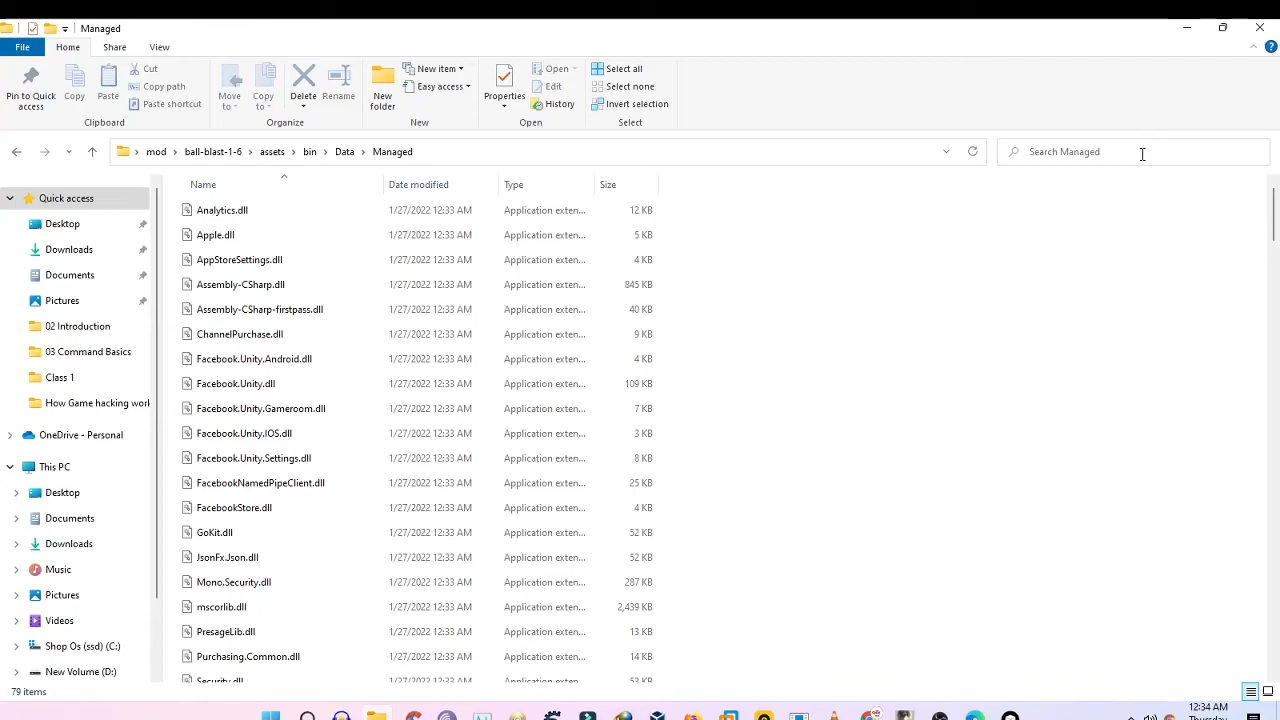 Managed
File Home Share View
Pin to Quick access
Copy
Paste
Cut
Copy path
Paste shortcut
Clipboard
Move to
Copy to
Delete
Rename
Organize
New folder
New item
Easy access
New
Properties
Open
Edit
History
Open
Select all
Select none
Invert selection
Select
mod > ball-blast-1-6 > assets > bin > Data > Managed
Search Managed
Quick access
Desktop
Downloads
Documents
Pictures
02 Introduction
03 Command Basics
Class 1
How Game hacking work
OneDrive - Personal
This PC
Desktop
Documents
Downloads
Music
Pictures
Videos
Shop Os (ssd) (C:)
New Volume (D:)
Name Date modified Type Size
Analytics.dll 1/27/2022 12:33 AM Application exten... 12 KB
Apple.dll 1/27/2022 12:33 AM Application exten... 5 KB
AppStoreSettings.dll 1/27/2022 12:33 AM Application exten... 4 KB
Assembly-CSharp.dll 1/27/2022 12:33 AM Application exten... 845 KB
Assembly-CSharp-firstpass.dll 1/27/2022 12:33 AM Application exten... 40 KB
ChannelPurchase.dll 1/27/2022 12:33 AM Application exten... 9 KB
Facebook.Unity.Android.dll 1/27/2022 12:33 AM Application exten... 4 KB
Facebook.Unity.dll 1/27/2022 12:33 AM Application exten... 109 KB
Facebook.Unity.Gameroom.dll 1/27/2022 12:33 AM Application exten... 7 KB
Facebook.Unity.IOS.dll 1/27/2022 12:33 AM Application exten... 3 KB
Facebook.Unity.Settings.dll 1/27/2022 12:33 AM Application exten... 8 KB
FacebookNamedPipeClient.dll 1/27/2022 12:33 AM Application exten... 25 KB
FacebookStore.dll 1/27/2022 12:33 AM Application exten... 4 KB
GoKit.dll 1/27/2022 12:33 AM Application exten... 52 KB
JsonFx.Json.dll 1/27/2022 12:33 AM Application exten... 52 KB
Mono.Security.dll 1/27/2022 12:33 AM Application exten... 287 KB
mscorlib.dll 1/27/2022 12:33 AM Application exten... 2,439 KB
PresageLib.dll 1/27/2022 12:33 AM Application exten... 13 KB
Purchasing.Common.dll 1/27/2022 12:33 AM Application exten... 14 KB
Security.dll 1/27/2022 12:33 AM Application exten... 53 KB
79 items
12:34 AM
Thursday